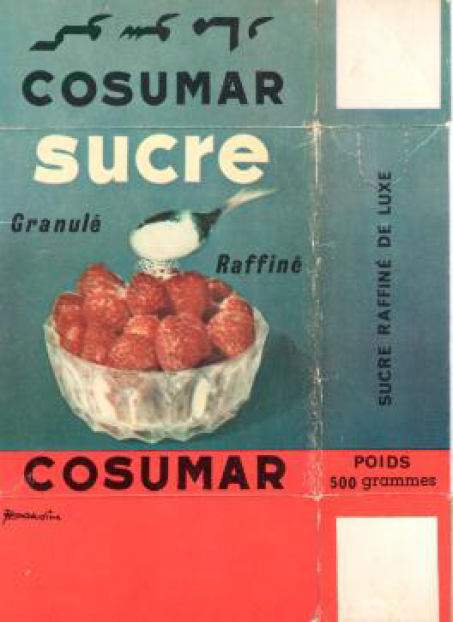 COSUMAR
sucre
Granulé
Raffiné
COSUMAR
SUCRE RAFFINÉ DE LUXE
POIDS
500 grammes